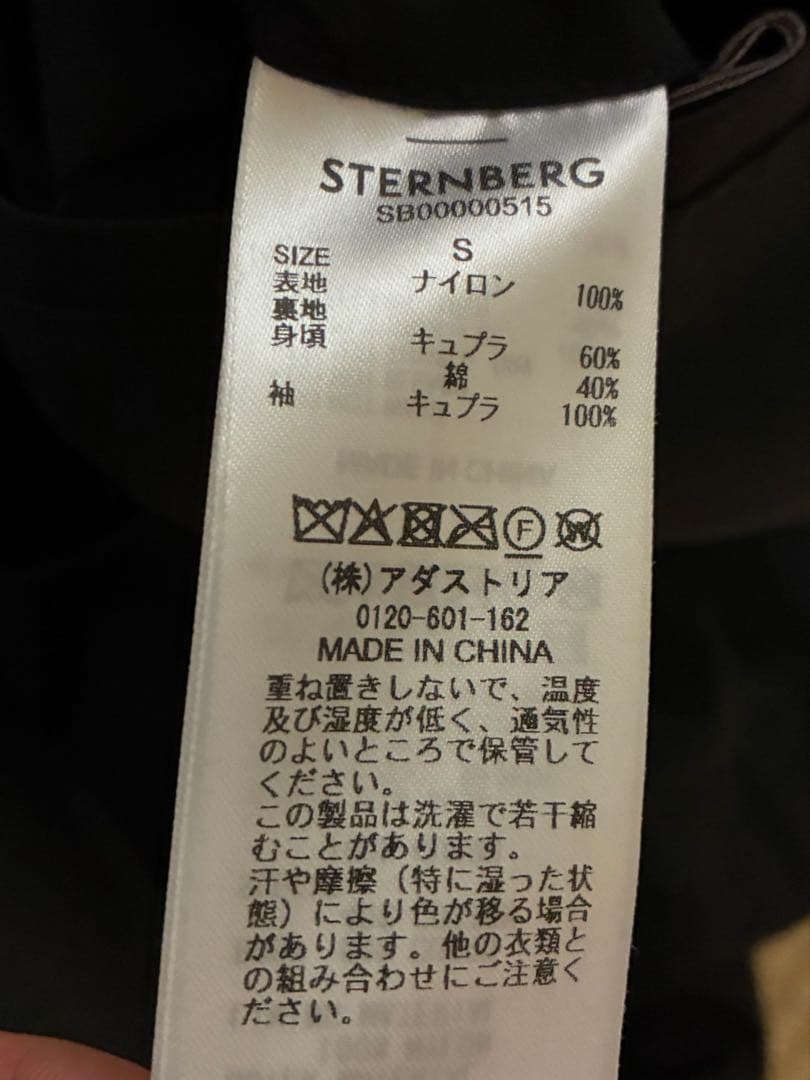 STERNBERG
SB00000515
SIZE S
表地 ナイロン 100%
裏地
身頃 キュプラ 60%
綿 40%
袖 キュプラ 100%
F W
(株)アダストリア
0120-601-162
MADE IN CHINA
重ね置きしないで、温度
及び湿度が低く、通気性
のよいところで保管して
ください。
この製品は洗濯で若干縮
むことがあります。
汗や摩擦（特に湿った状
態）により色が移る場合
があります。他の衣類と
の組み合わせにご注意く
ださい。
MADE IN CHINA